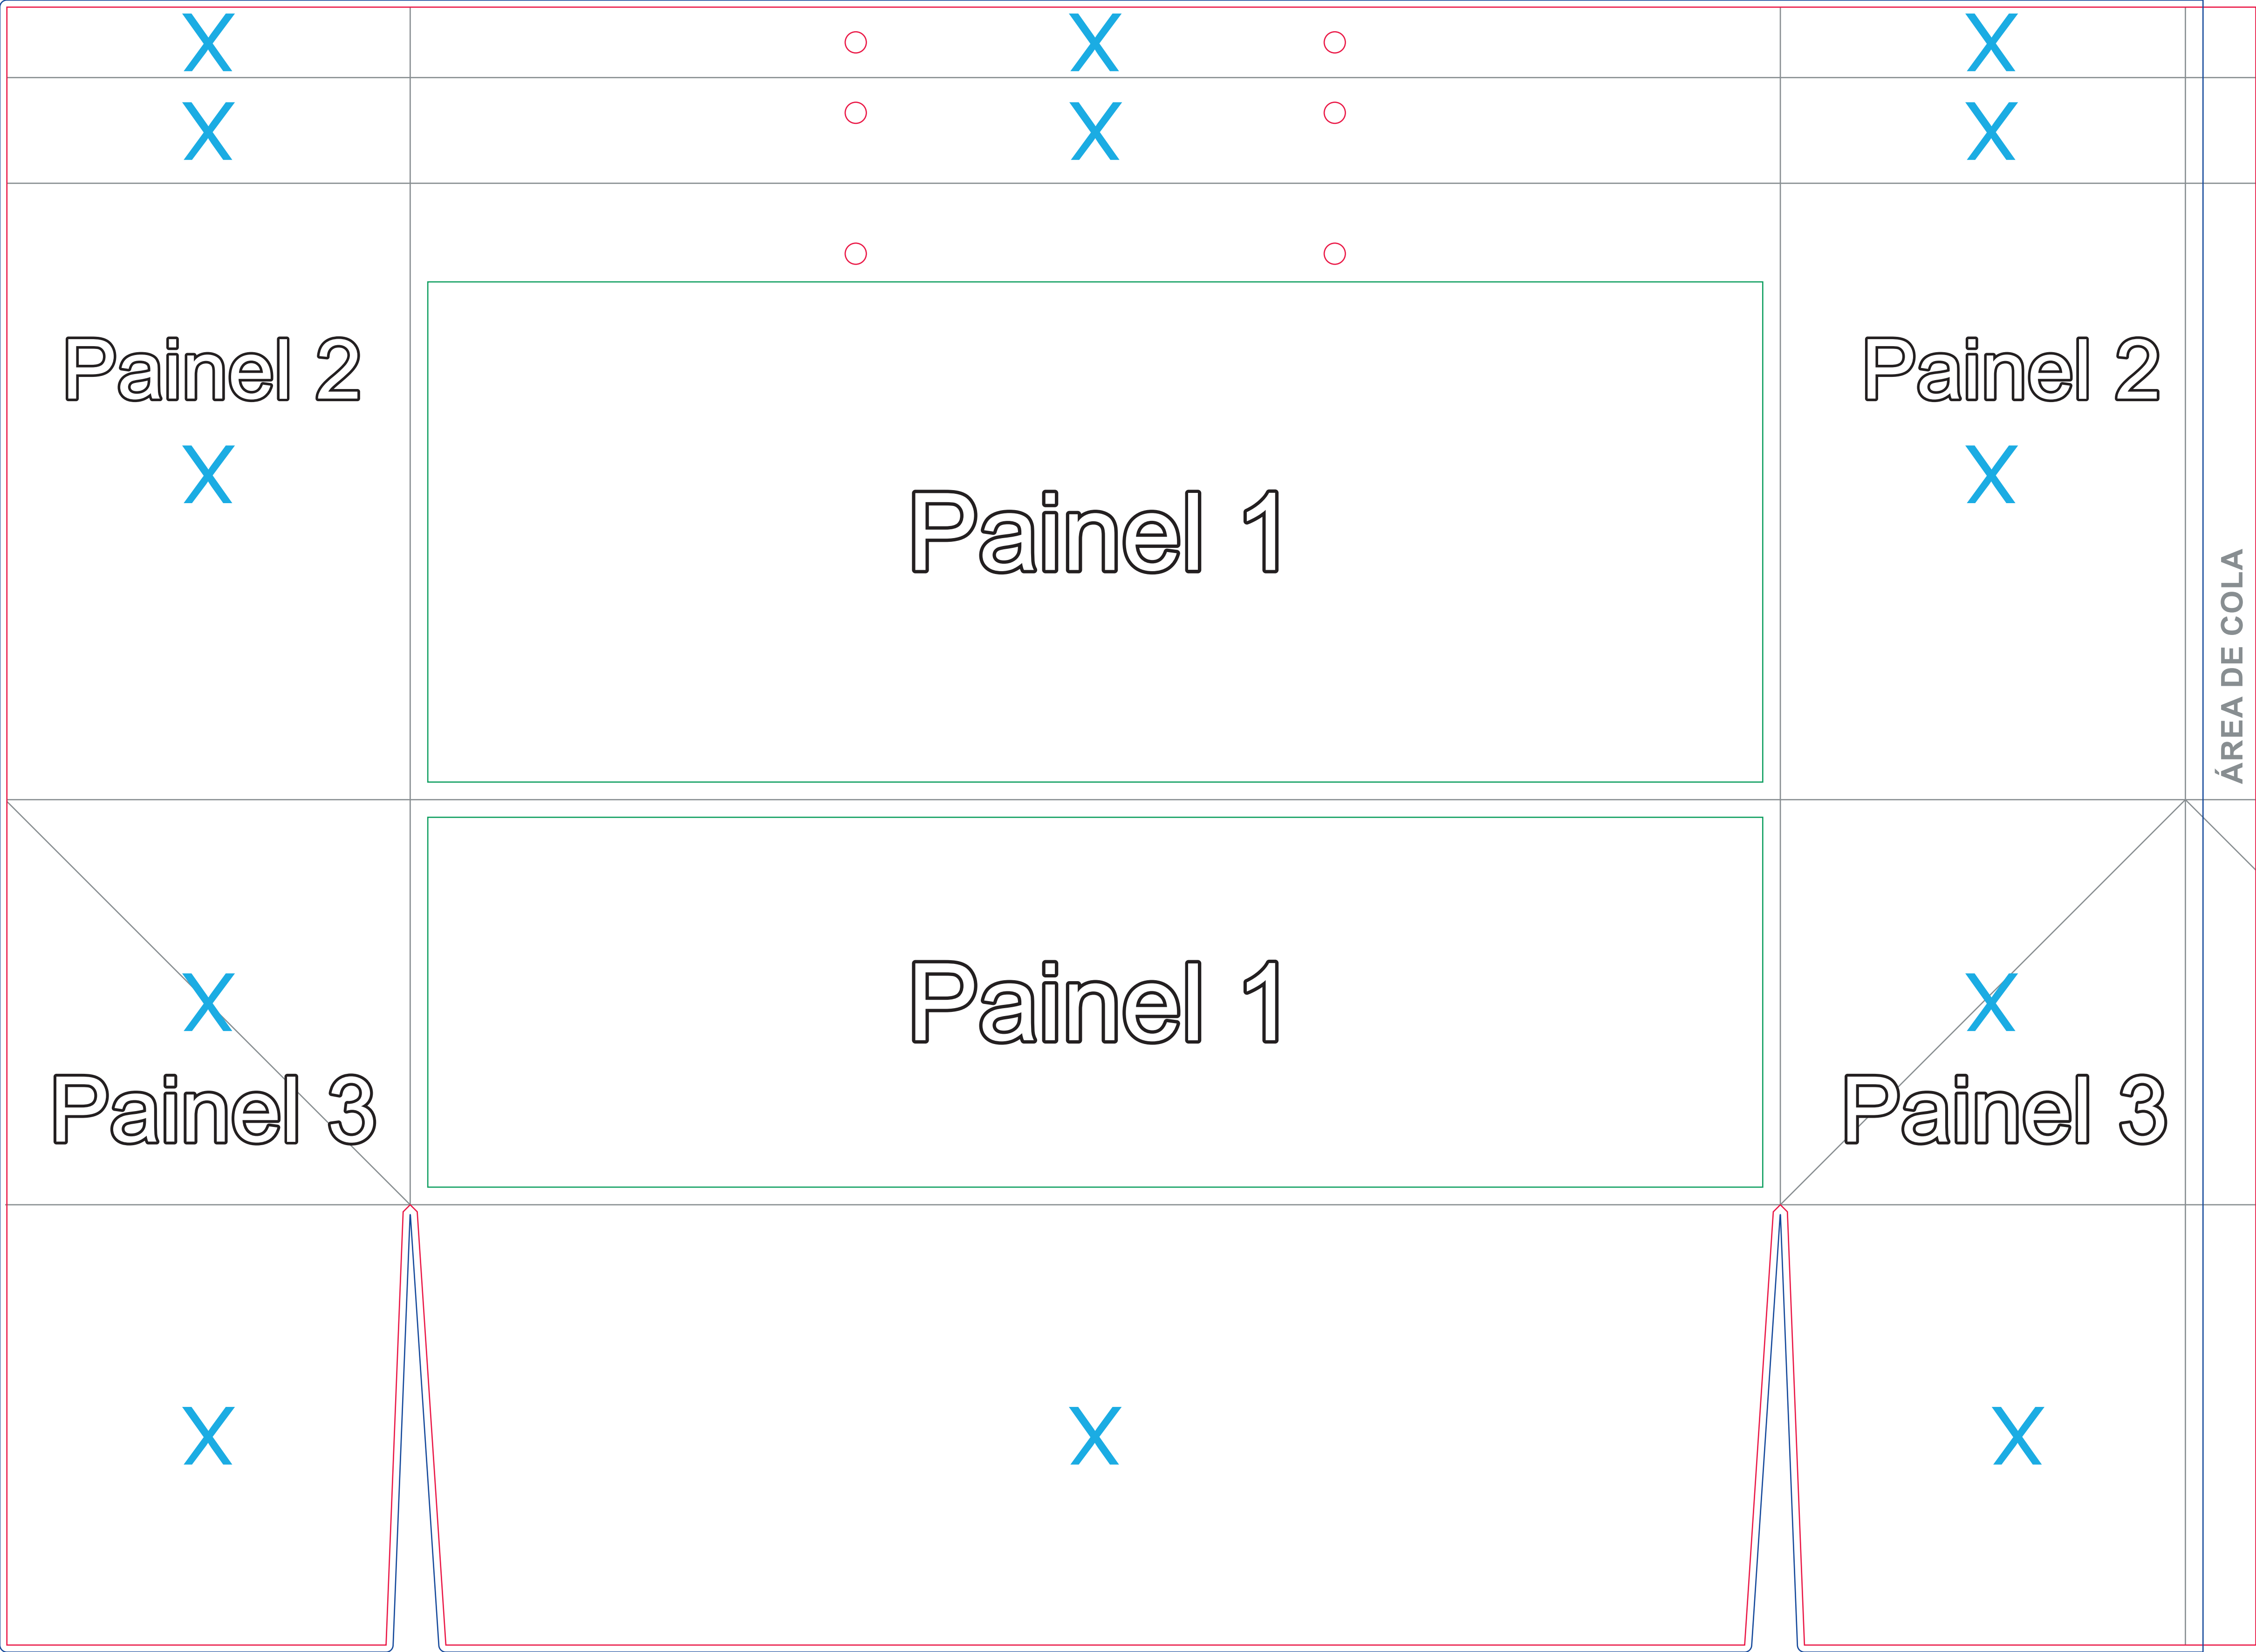 X X X
X X X
Painel 2 Painel 2
X X
Painel 1
ÁREA DE COLA
X Painel 1 X
Painel 3 Painel 3
X X X